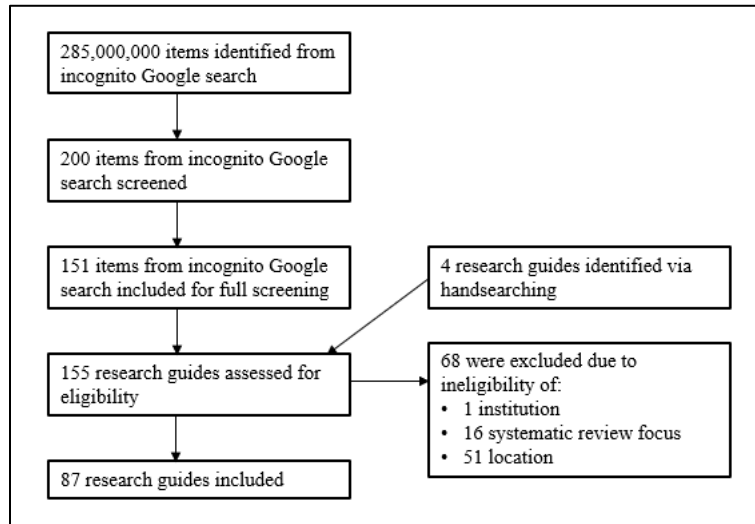 285,000,000 items identified from
incognito Google search
200 items from incognito Google
search screened
151 items from incognito Google
search included for full screening
4 research guides identified via
handsearching
155 research guides assessed for
eligibility
68 were excluded due to
ineligibility of:
• 1 institution
• 16 systematic review focus
• 51 location
87 research guides included